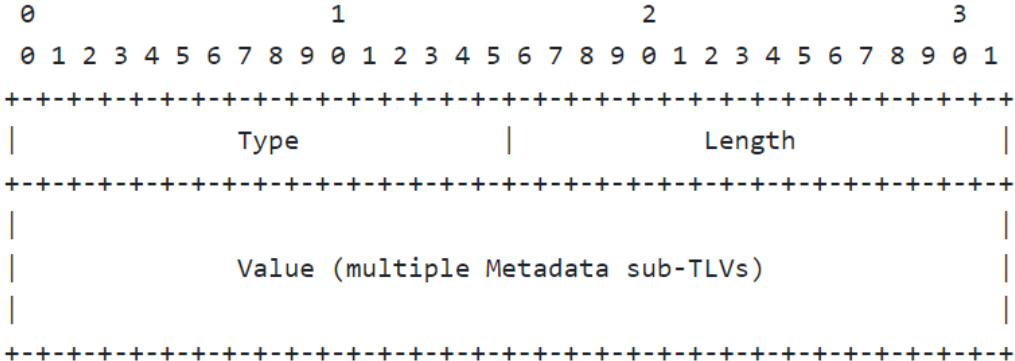 0                   1                   2                   3
 0 1 2 3 4 5 6 7 8 9 0 1 2 3 4 5 6 7 8 9 0 1 2 3 4 5 6 7 8 9 0 1
+-+-+-+-+-+-+-+-+-+-+-+-+-+-+-+-+-+-+-+-+-+-+-+-+-+-+-+-+-+-+-+-+
|              Type             |            Length             |
+-+-+-+-+-+-+-+-+-+-+-+-+-+-+-+-+-+-+-+-+-+-+-+-+-+-+-+-+-+-+-+-+
|                                                               |
|              Value (multiple Metadata sub-TLVs)               |
|                                                               |
+-+-+-+-+-+-+-+-+-+-+-+-+-+-+-+-+-+-+-+-+-+-+-+-+-+-+-+-+-+-+-+-+